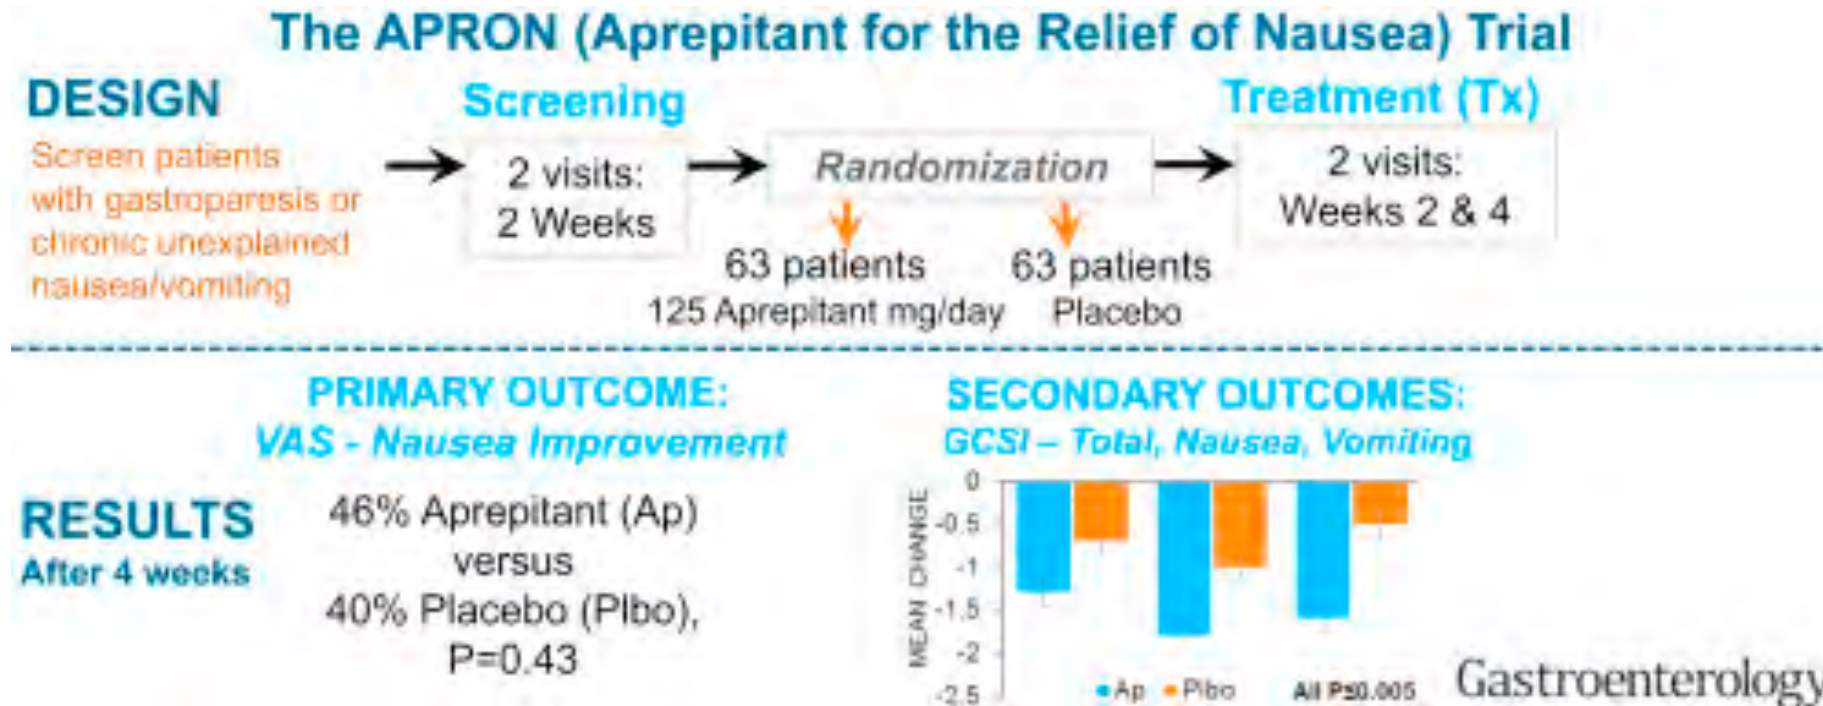 The APRON (Aprepitant for the Relief of Nausea) Trial
DESIGN
Screen patients
with gastroparesis or
chronic unexplained
nausea/vomiting
Screening
2 visits:
2 Weeks
Randomization
63 patients
125 Aprepitant mg/day
63 patients
Placebo
Treatment (Tx)
2 visits:
Weeks 2 & 4
RESULTS
After 4 weeks
PRIMARY OUTCOME:
VAS - Nausea Improvement
46% Aprepitant (Ap)
versus
40% Placebo (Plbo),
P=0.43
SECONDARY OUTCOMES:
GCSI – Total, Nausea, Vomiting
MEAN CHANGE
0
-0.5
-1
-1.5
-2
-2.5
Ap Plbo
All P≤0.005
Gastroenterology